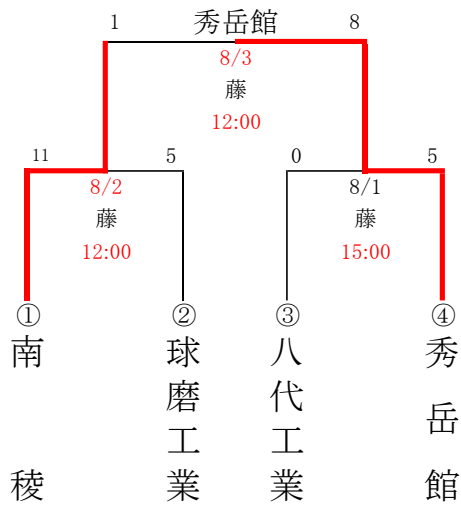 1 秀岳館 8
8/3
藤
12:00
11 5 0 5
8/2 8/1
藤 藤
12:00 15:00
① ② ③ ④
南稜
球磨工業
八代工業
秀岳館